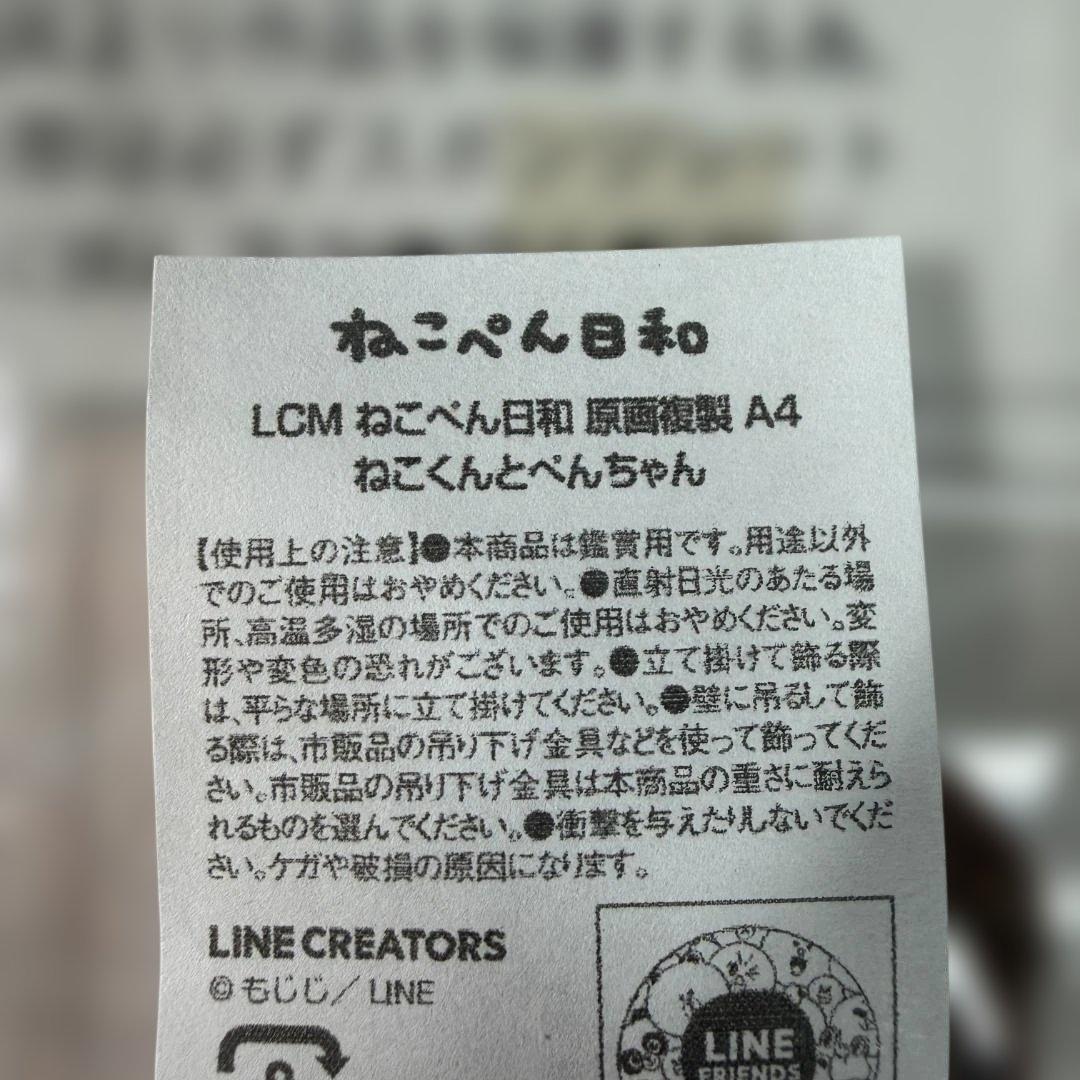 ねこぺん日和
LCM ねこぺん日和 原画複製 A4
ねこくんとぺんちゃん
【使用上の注意】●本商品は鑑賞用です。用途以外
でのご使用はおやめください。●直射日光のあたる場
所、高温多湿の場所でのご使用はおやめください。変
形や変色の恐れがございます。●立て掛けて飾る際
は、平らな場所に立て掛けてください。●壁に吊るして飾
る際は、市販品の吊り下げ金具などを使って飾ってくだ
さい。市販品の吊り下げ金具は本商品の重さに耐えら
れるものを選んでください。●衝撃を与えたりしないでくだ
さい。ケガや破損の原因になります。
LINE CREATORS
© もじじ／ LINE
LINE
FRIENDS